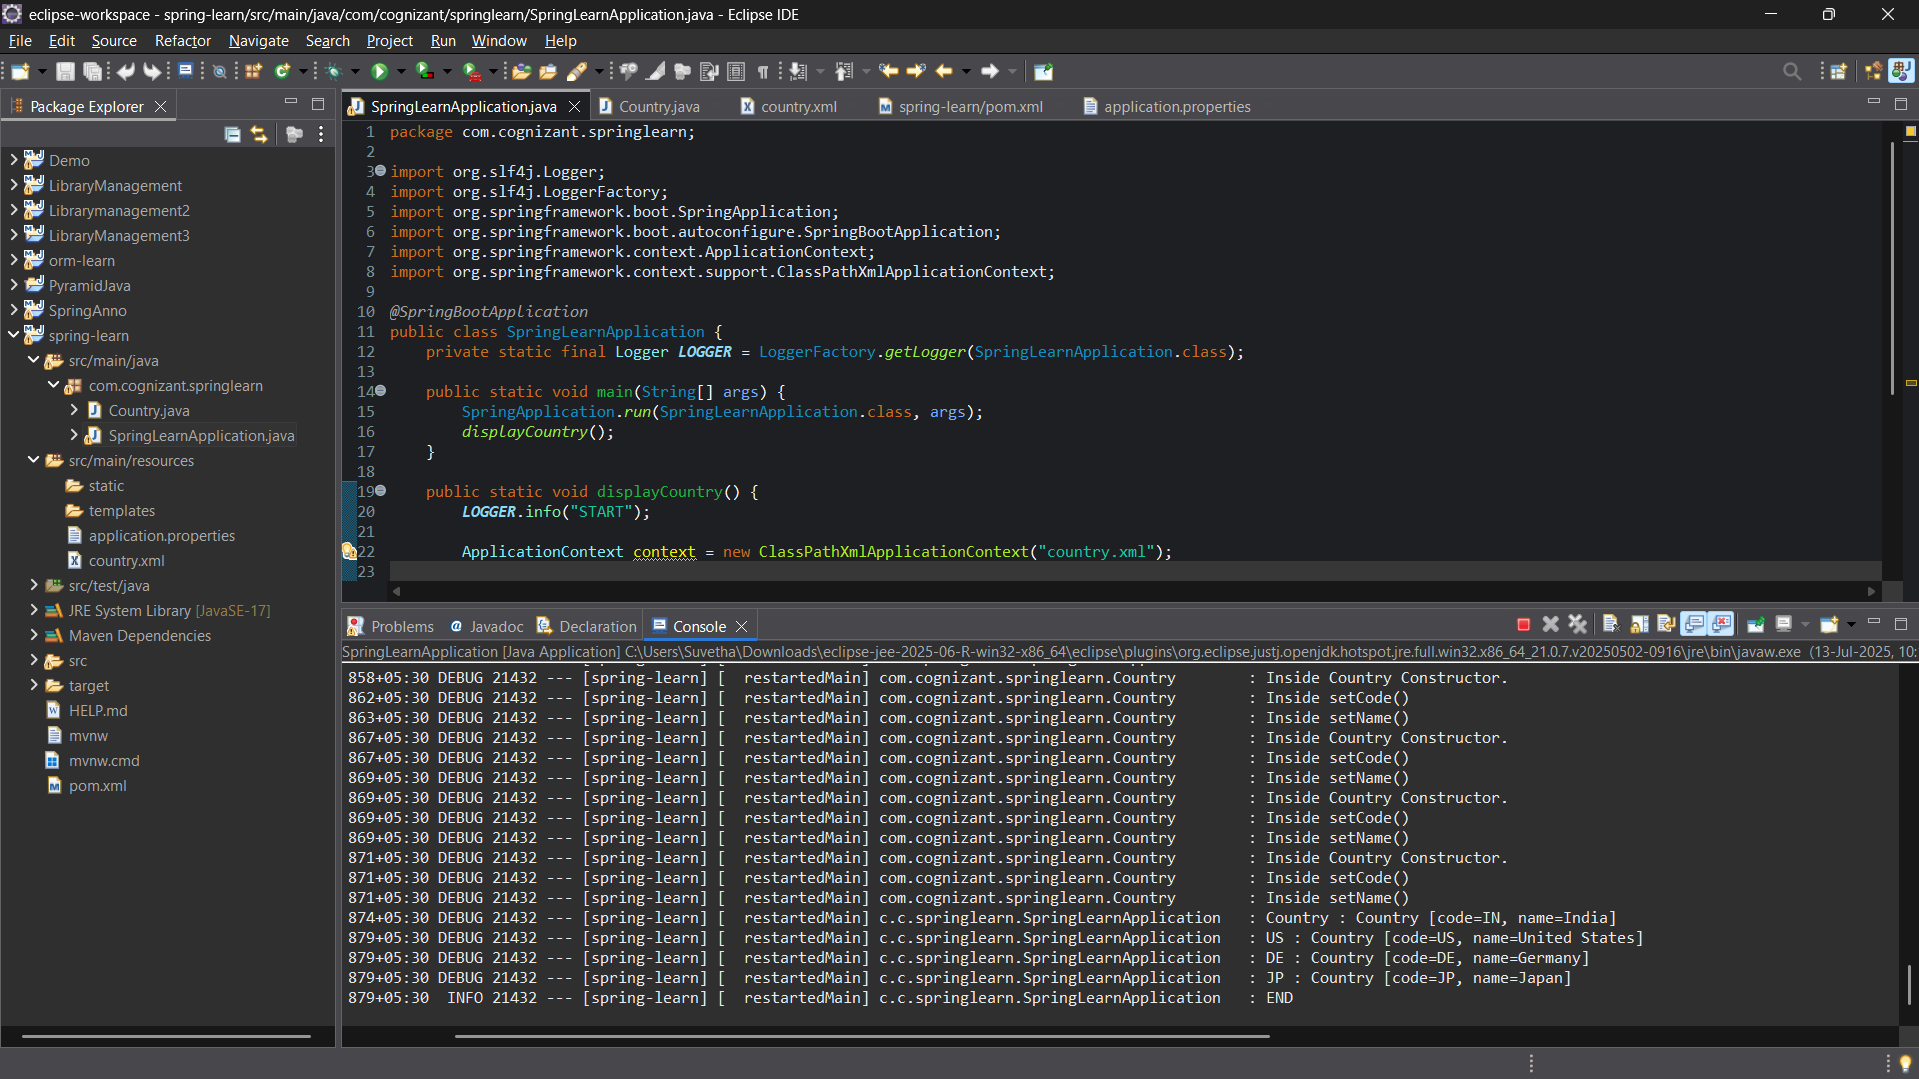 eclipse-workspace - spring-learn/src/main/java/com/cognizant/springlearn/SpringLearnApplication.java - Eclipse IDE
File Edit Source Refactor Navigate Search Project Run Window Help
Package Explorer
Demo
LibraryManagement
Librarymanagement2
LibraryManagement3
orm-learn
PyramidJava
SpringAnno
spring-learn
src/main/java
com.cognizant.springlearn
Country.java
SpringLearnApplication.java
src/main/resources
static
templates
application.properties
country.xml
src/test/java
JRE System Library [JavaSE-17]
Maven Dependencies
src
target
HELP.md
mvnw
mvnw.cmd
pom.xml
SpringLearnApplication.java Country.java country.xml spring-learn/pom.xml application.properties
1 package com.cognizant.springlearn;
2
3 import org.slf4j.Logger;
4 import org.slf4j.LoggerFactory;
5 import org.springframework.boot.SpringApplication;
6 import org.springframework.boot.autoconfigure.SpringBootApplication;
7 import org.springframework.context.ApplicationContext;
8 import org.springframework.context.support.ClassPathXmlApplicationContext;
9
10 @SpringBootApplication
11 public class SpringLearnApplication {
12 private static final Logger LOGGER = LoggerFactory.getLogger(SpringLearnApplication.class);
13
14 public static void main(String[] args) {
15 SpringApplication.run(SpringLearnApplication.class, args);
16 displayCountry();
17 }
18
19 public static void displayCountry() {
20 LOGGER.info("START");
21
22 ApplicationContext context = new ClassPathXmlApplicationContext("country.xml");
23
Problems Javadoc Declaration Console
SpringLearnApplication [Java Application] C:\Users\Suvetha\Downloads\eclipse-jee-2025-06-R-win32-x86_64\eclipse\plugins\org.eclipse.justj.openjdk.hotspot.jre.full.win32.x86_64_21.0.7.v20250502-0916\jre\bin\javaw.exe (13-Jul-2025, 10:
858+05:30 DEBUG 21432 --- [spring-learn] [ restartedMain] com.cognizant.springlearn.Country : Inside Country Constructor.
862+05:30 DEBUG 21432 --- [spring-learn] [ restartedMain] com.cognizant.springlearn.Country : Inside setCode()
863+05:30 DEBUG 21432 --- [spring-learn] [ restartedMain] com.cognizant.springlearn.Country : Inside setName()
867+05:30 DEBUG 21432 --- [spring-learn] [ restartedMain] com.cognizant.springlearn.Country : Inside Country Constructor.
867+05:30 DEBUG 21432 --- [spring-learn] [ restartedMain] com.cognizant.springlearn.Country : Inside setCode()
869+05:30 DEBUG 21432 --- [spring-learn] [ restartedMain] com.cognizant.springlearn.Country : Inside setName()
869+05:30 DEBUG 21432 --- [spring-learn] [ restartedMain] com.cognizant.springlearn.Country : Inside Country Constructor.
869+05:30 DEBUG 21432 --- [spring-learn] [ restartedMain] com.cognizant.springlearn.Country : Inside setCode()
869+05:30 DEBUG 21432 --- [spring-learn] [ restartedMain] com.cognizant.springlearn.Country : Inside setName()
871+05:30 DEBUG 21432 --- [spring-learn] [ restartedMain] com.cognizant.springlearn.Country : Inside Country Constructor.
871+05:30 DEBUG 21432 --- [spring-learn] [ restartedMain] com.cognizant.springlearn.Country : Inside setCode()
871+05:30 DEBUG 21432 --- [spring-learn] [ restartedMain] com.cognizant.springlearn.Country : Inside setName()
874+05:30 DEBUG 21432 --- [spring-learn] [ restartedMain] c.c.springlearn.SpringLearnApplication : Country : Country [code=IN, name=India]
879+05:30 DEBUG 21432 --- [spring-learn] [ restartedMain] c.c.springlearn.SpringLearnApplication : US : Country [code=US, name=United States]
879+05:30 DEBUG 21432 --- [spring-learn] [ restartedMain] c.c.springlearn.SpringLearnApplication : DE : Country [code=DE, name=Germany]
879+05:30 DEBUG 21432 --- [spring-learn] [ restartedMain] c.c.springlearn.SpringLearnApplication : JP : Country [code=JP, name=Japan]
879+05:30 INFO 21432 --- [spring-learn] [ restartedMain] c.c.springlearn.SpringLearnApplication : END